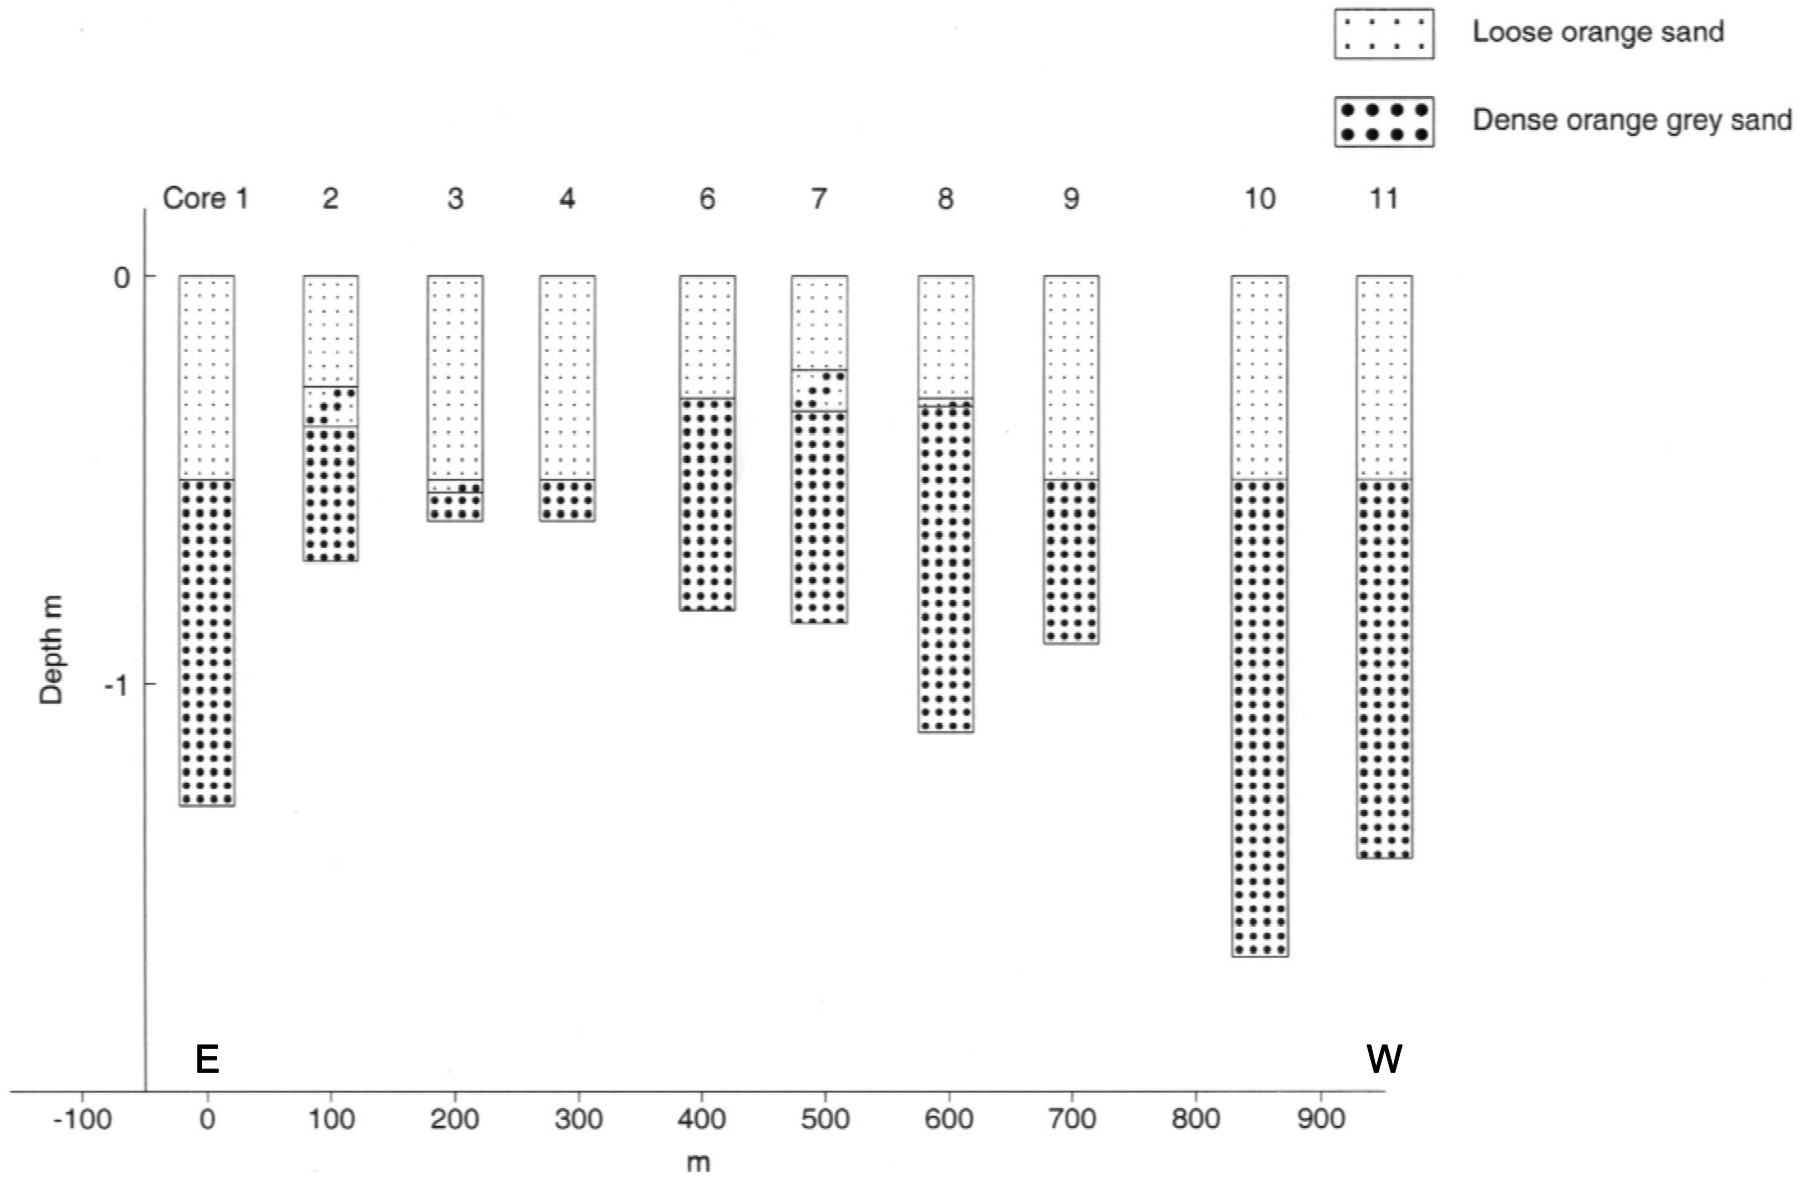 Loose orange sand
Dense orange grey sand
Core 1 2 3 4 6 7 8 9 10 11
0
-1
Depth m
E W
-100 0 100 200 300 400 500 600 700 800 900
m